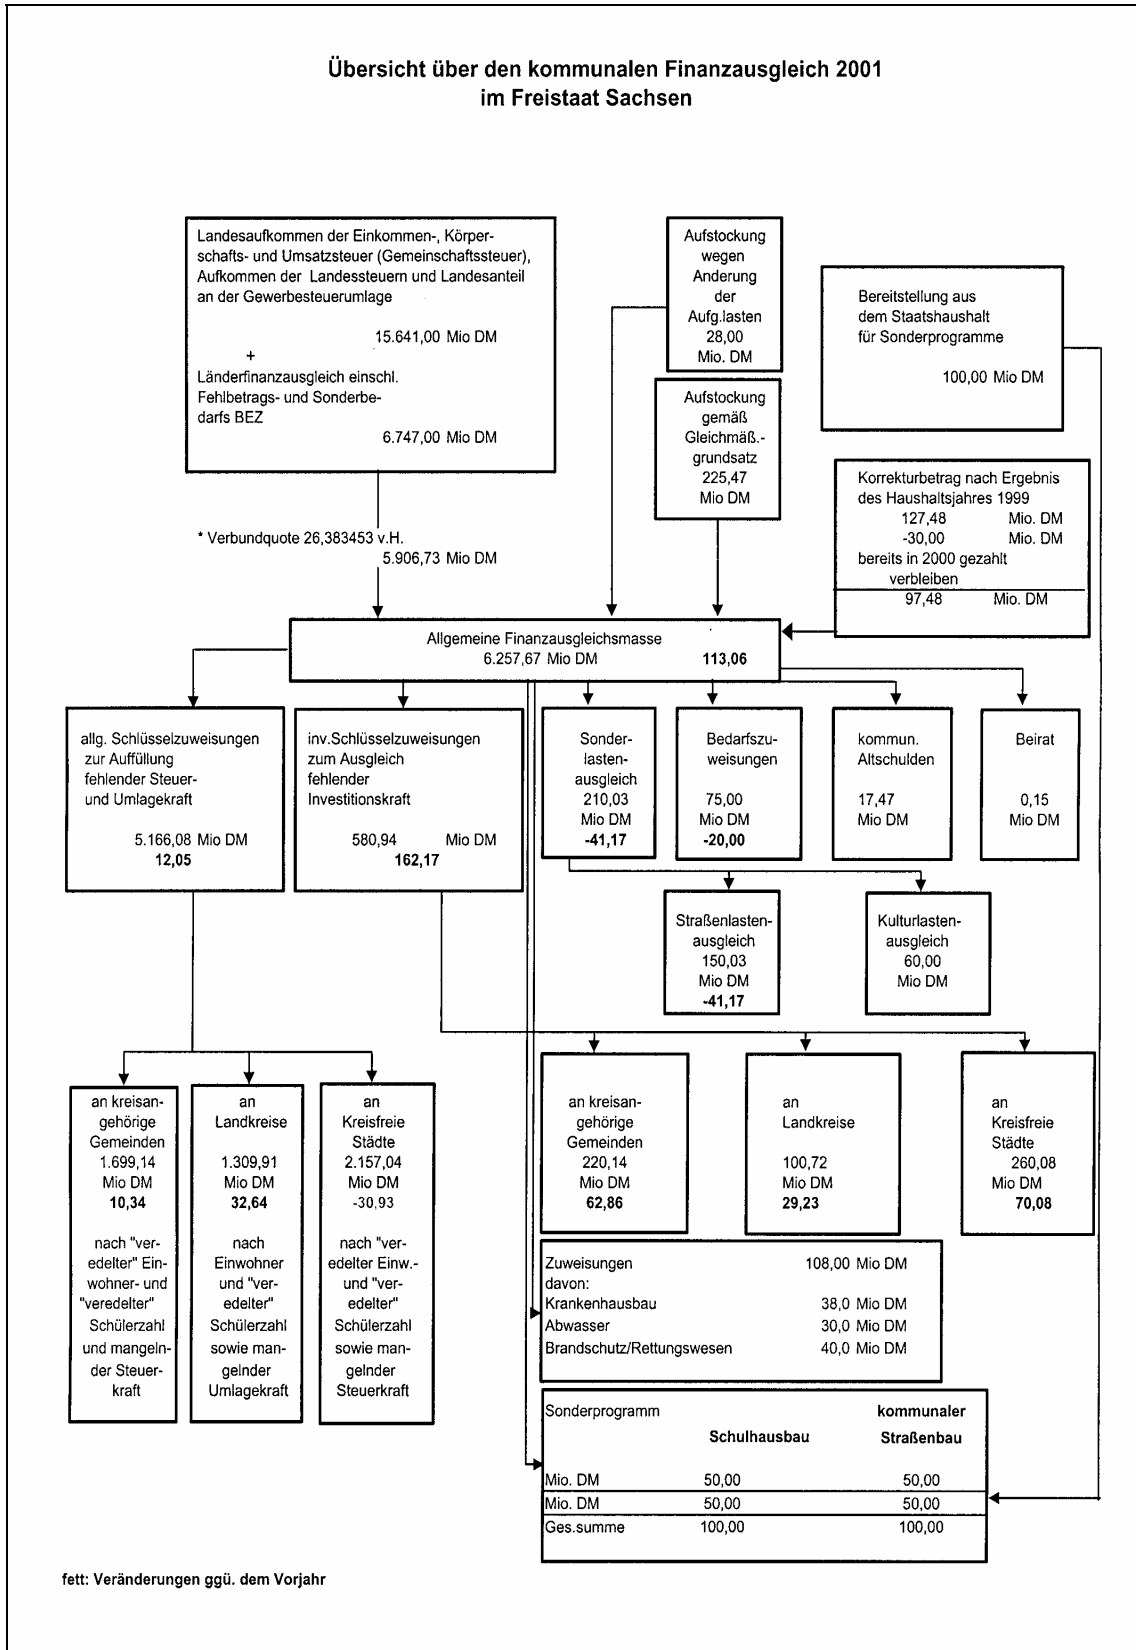 Übersicht über den kommunalen Finanzausgleich 2001
im Freistaat Sachsen
Landesaufkommen der Einkommen-, Körper-
schafts- und Umsatzsteuer (Gemeinschaftssteuer),
Aufkommen der Landessteuern und Landesanteil
an der Gewerbesteuerumlage
15.641,00 Mio DM
+
Länderfinanzausgleich einschl.
Fehlbetrags- und Sonderbe-
darfs BEZ
6.747,00 Mio DM
Aufstockung
wegen
Anderung
der
Aufg.lasten
28,00
Mio. DM
Aufstockung
gemäß
Gleichmäß.-
grundsatz
225,47
Mio DM
Bereitstellung aus
dem Staatshaushalt
für Sonderprogramme
100,00 Mio DM
Korrekturbetrag nach Ergebnis
des Haushaltsjahres 1999
127,48 Mio. DM
-30,00 Mio. DM
bereits in 2000 gezahlt
verbleiben
97,48 Mio. DM
* Verbundquote 26,383453 v.H.
5.906,73 Mio DM
Allgemeine Finanzausgleichsmasse
6.257,67 Mio DM 113,06
allg. Schlüsselzuweisungen
zur Auffüllung
fehlender Steuer-
und Umlagekraft
5.166,08 Mio DM
12,05
inv.Schlüsselzuweisungen
zum Ausgleich
fehlender
Investitionskraft
580,94 Mio DM
162,17
Sonder-
lasten-
ausgleich
210,03
Mio DM
-41,17
Bedarfszu-
weisungen
75,00
Mio DM
-20,00
kommun.
Altschulden
17,47
Mio DM
Beirat
0,15
Mio DM
Straßenlasten-
ausgleich
150,03
Mio DM
-41,17
Kulturlasten-
ausgleich
60,00
Mio DM
an kreisan-
gehörige
Gemeinden
1.699,14
Mio DM
10,34
nach "ver-
edelter" Ein-
wohner- und
"veredelter"
Schülerzahl
und mangeln-
der Steuer-
kraft
an
Landkreise
1.309,91
Mio DM
32,64
nach
Einwohner
und "ver-
edelter"
Schülerzahl
sowie man-
gelnder
Umlagekraft
an
Kreisfreie
Städte
2.157,04
Mio DM
-30,93
nach "ver-
edelter Einw.-
und "ver-
edelter"
Schülerzahl
sowie man-
gelnder
Steuerkraft
an kreisan-
gehörige
Gemeinden
220,14
Mio DM
62,86
an
Landkreise
100,72
Mio DM
29,23
an
Kreisfreie
Städte
260,08
Mio DM
70,08
Zuweisungen 108,00 Mio DM
davon:
Krankenhausbau 38,0 Mio DM
Abwasser 30,0 Mio DM
Brandschutz/Rettungswesen 40,0 Mio DM
Sonderprogramm kommunaler
Schulhausbau Straßenbau
Mio. DM 50,00 50,00
Mio. DM 50,00 50,00
Ges.summe 100,00 100,00
fett: Veränderungen ggü. dem Vorjahr